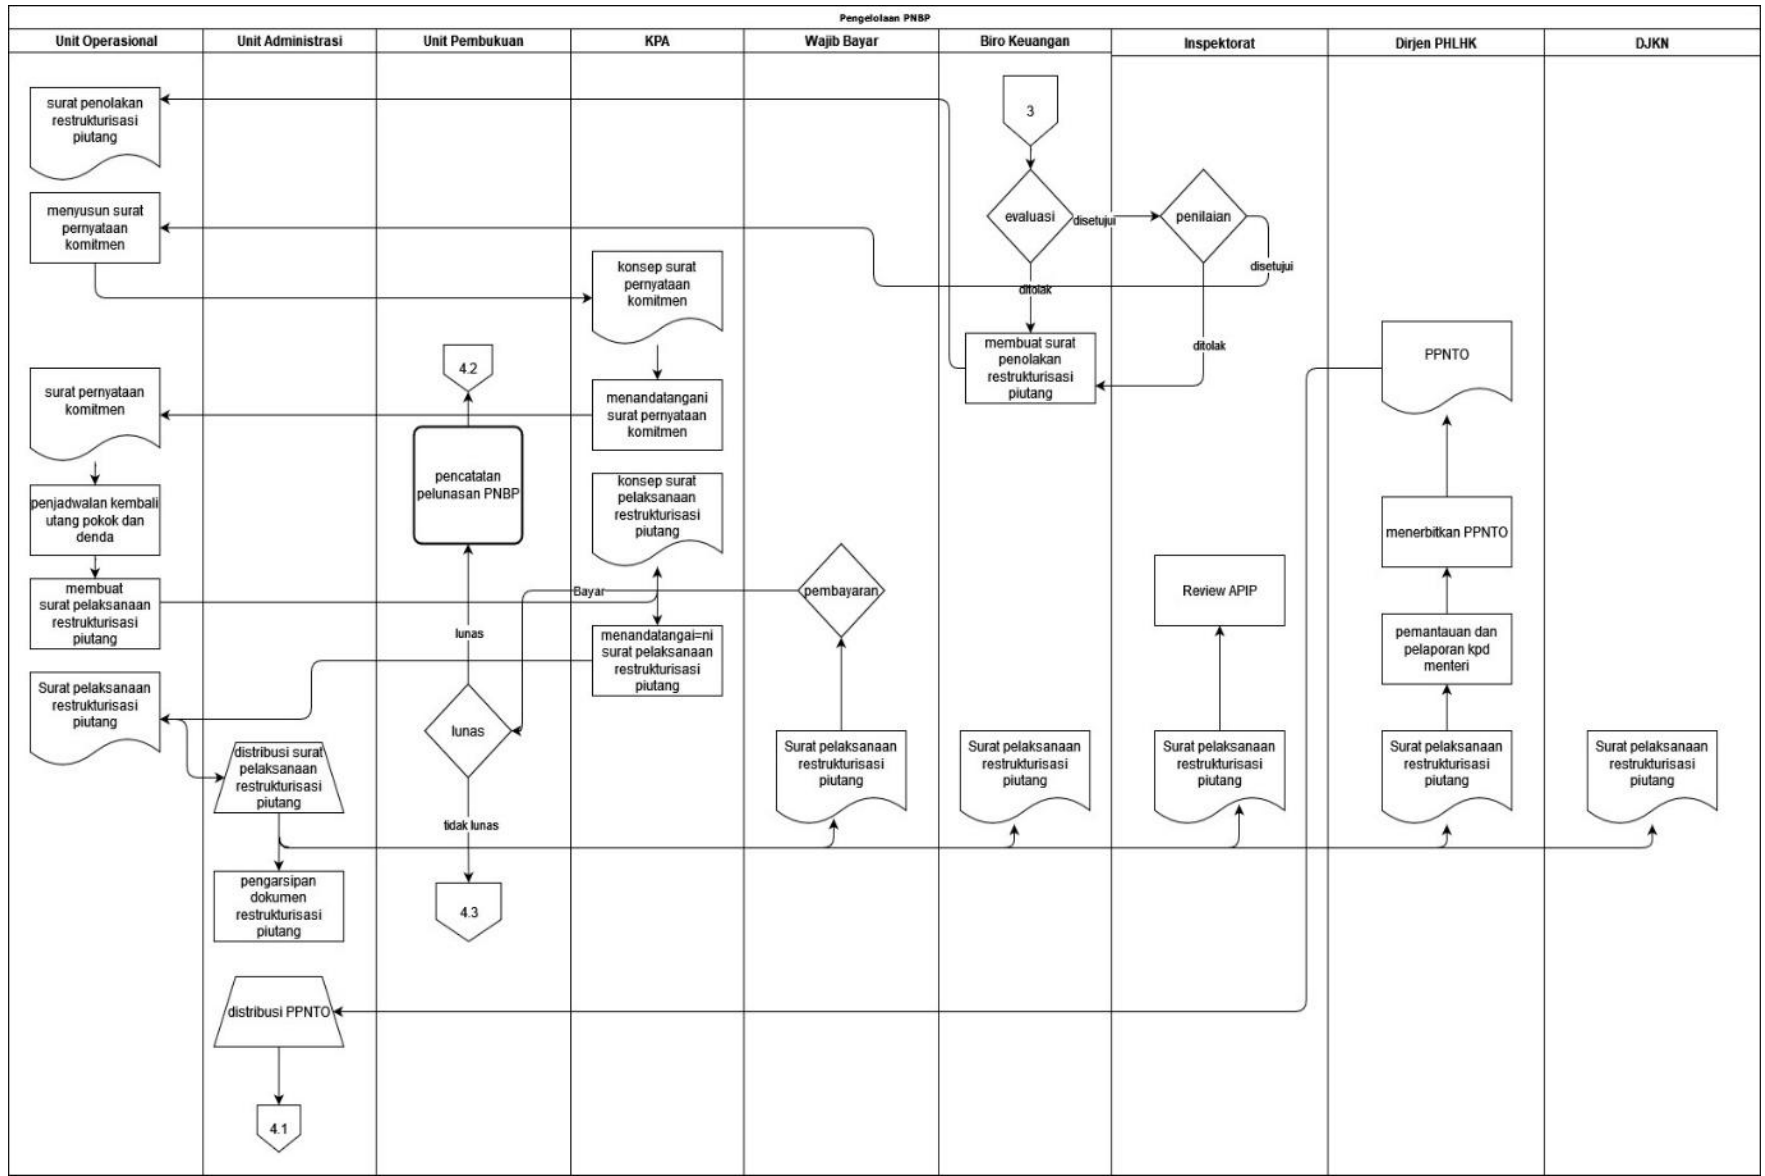 Pengelolaan PNBP
Unit Operasional
Unit Administrasi
Unit Pembukuan
KPA
Wajib Bayar
Biro Keuangan
Inspektorat
Dirjen PHLHK
DJKN
surat penolakan
restrukturisasi
piutang
menyusun surat
pernyataan
komitmen
surat pernyataan
komitmen
penjadwalan kembali
utang pokok dan
denda
membuat
surat pelaksanaan
restrukturisasi
piutang
Surat pelaksanaan
restrukturisasi
piutang
distribusi surat
pelaksanaan
restrukturisasi
piutang
pengarsipan
dokumen
restrukturisasi
piutang
distribusi PPNTO
4.1
4.2
pencatatan
pelunasan PNBP
lunas
lunas
tidak lunas
4.3
konsep surat
pernyataan
komitmen
menandatangani
surat pernyataan
komitmen
konsep surat
pelaksanaan
restrukturisasi
piutang
Bayar
menandatangai=ni
surat pelaksanaan
restrukturisasi
piutang
pembayaran
Surat pelaksanaan
restrukturisasi
piutang
3
evaluasi
disetujui
ditolak
membuat surat
penolakan
restrukturisasi
piutang
Surat pelaksanaan
restrukturisasi
piutang
penilaian
disetujui
ditolak
Review APIP
Surat pelaksanaan
restrukturisasi
piutang
PPNTO
menerbitkan PPNTO
pemantauan dan
pelaporan kpd
menteri
Surat pelaksanaan
restrukturisasi
piutang
Surat pelaksanaan
restrukturisasi
piutang